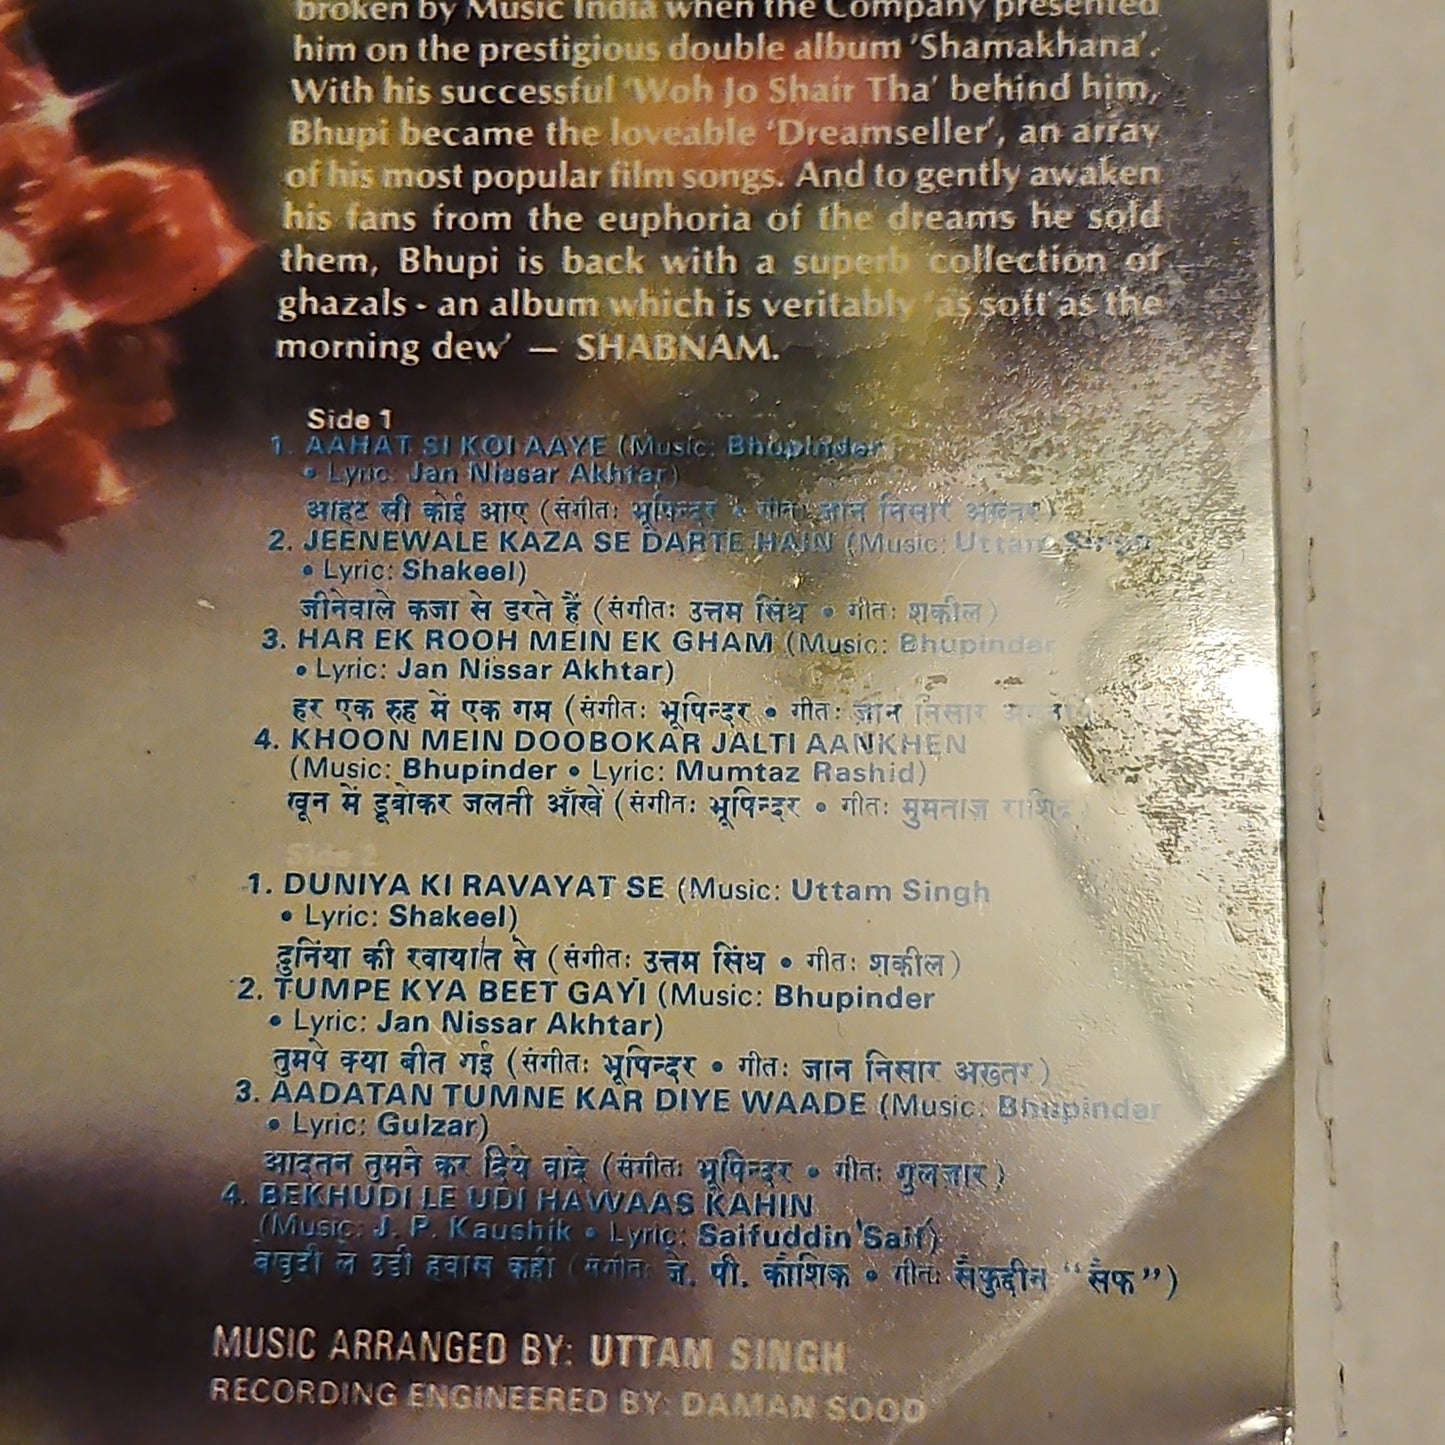 broken by Music India when the Company presented
him on the prestigious double album 'Shamakhana'.
With his successful 'Woh Jo Shair Tha' behind him,
Bhupi became the loveable 'Dreamseller', an array
of his most popular film songs. And to gently awaken
his fans from the euphoria of the dreams he sold
them, Bhupi is back with a superb collection of
ghazals - an album which is veritably 'as soft as the
morning dew' — SHABNAM.
Side 1
1. AAHAT SI KOI AAYE (Music: Bhupinder
• Lyric: Jan Nissar Akhtar)
आहट सी कोई आए (संगीतः भूपिन्दर • गीतः जान निसार अख्तर)
2. JEENEWALE KAZA SE DARTE HAIN (Music: Uttam Singh
• Lyric: Shakeel)
जीनेवाले कजा से डरते हैं (संगीतः उत्तम सिंघ • गीतः शकील)
3. HAR EK ROOH MEIN EK GHAM (Music: Bhupinder
• Lyric: Jan Nissar Akhtar)
हर एक रुह में एक गम (संगीतः भूपिन्दर • गीतः जान निसार अख्तर)
4. KHOON MEIN DOOBOKAR JALTI AANKHEN
(Music: Bhupinder • Lyric: Mumtaz Rashid)
खून में डूबोकर जलती आँखें (संगीतः भूपिन्दर • गीतः मुमताज़ राशिद)
Side 2
1. DUNIYA KI RAVAYAT SE (Music: Uttam Singh
• Lyric: Shakeel)
दुनिंया की रवायात से (संगीतः उत्तम सिंघ • गीतः शकील)
2. TUMPE KYA BEET GAYI (Music: Bhupinder
• Lyric: Jan Nissar Akhtar)
तुमपे क्या बीत गई (संगीतः भूपिन्दर • गीतः जान निसार अख्तर)
3. AADATAN TUMNE KAR DIYE WAADE (Music: Bhupinder
• Lyric: Gulzar)
आदतन तुमने कर दिये वादे (संगीतः भूपिन्दर • गीतः गुलजार)
4. BEKHUDI LE UDI HAWAAS KAHIN
(Music: J. P. Kaushik • Lyric: Saifuddin 'Saif')
ले उडी हवास कहीं (संगीतः जे. पी. कौशिक • गीतः सैंफुद्दीन “सैंफ”)
MUSIC ARRANGED BY: UTTAM SINGH
RECORDING ENGINEERED BY: DAMAN SOOD